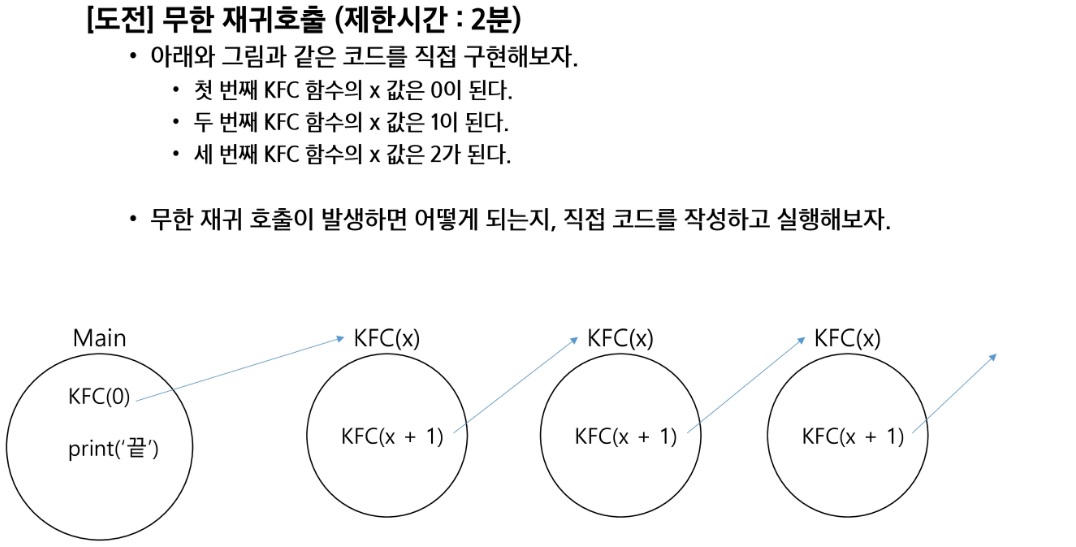 [도전] 무한 재귀호출 (제한시간 : 2분)
• 아래와 그림과 같은 코드를 직접 구현해보자.
• 첫 번째 KFC 함수의 x 값은 0이 된다.
• 두 번째 KFC 함수의 x 값은 1이 된다.
• 세 번째 KFC 함수의 x 값은 2가 된다.
• 무한 재귀 호출이 발생하면 어떻게 되는지, 직접 코드를 작성하고 실행해보자.
Main KFC(x) KFC(x) KFC(x)
KFC(0)
KFC(x + 1) KFC(x + 1) KFC(x + 1)
print('끝')